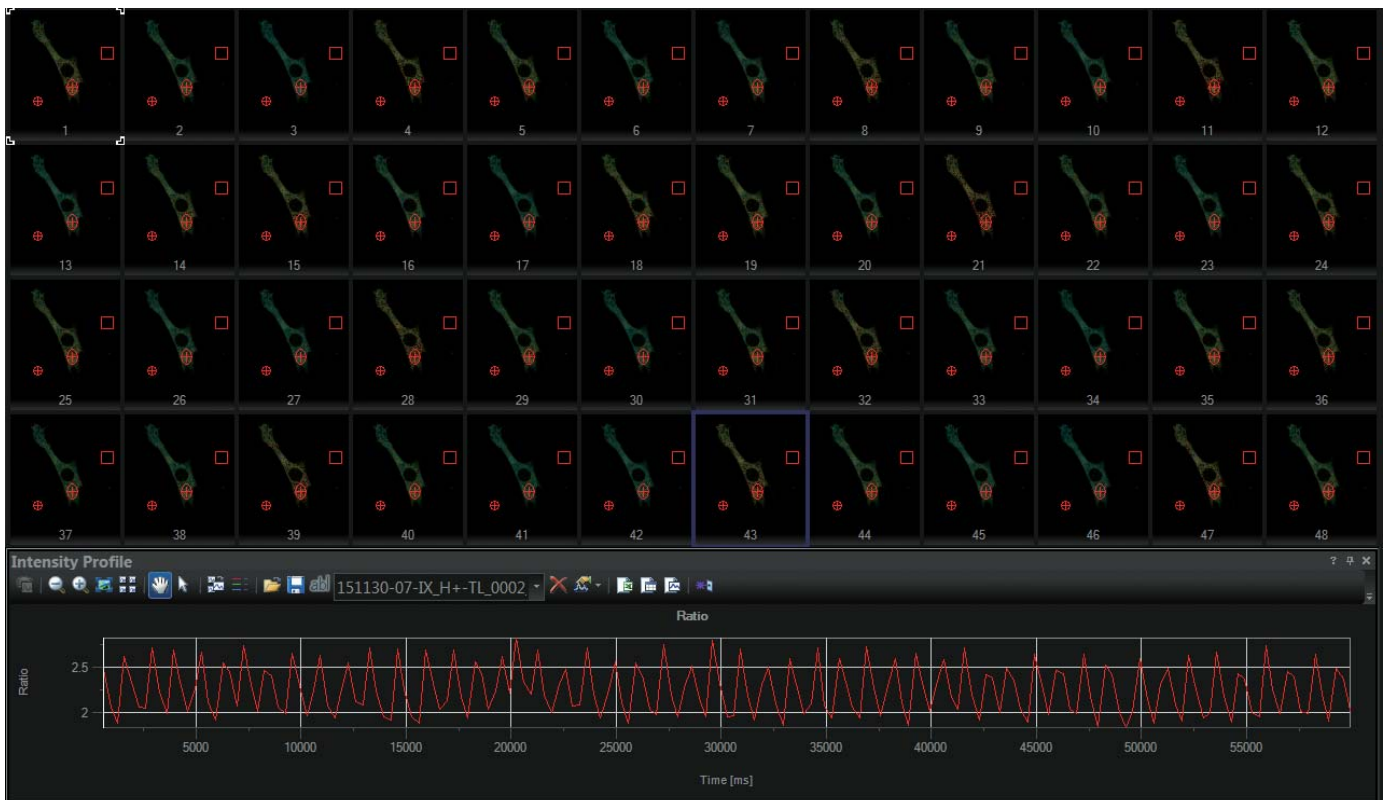 1 2 3 4 5 6 7 8 9 10 11 12
13 14 15 16 17 18 19 20 21 22 23 24
25 26 27 28 29 30 31 32 33 34 35 36
37 38 39 40 41 42 43 44 45 46 47 48
Intensity Profile
abl 151130-07-IX_H+-TL_0002_
Ratio
Ratio
2.5
2
5000 10000 15000 20000 25000 30000 35000 40000 45000 50000 55000
Time [ms]